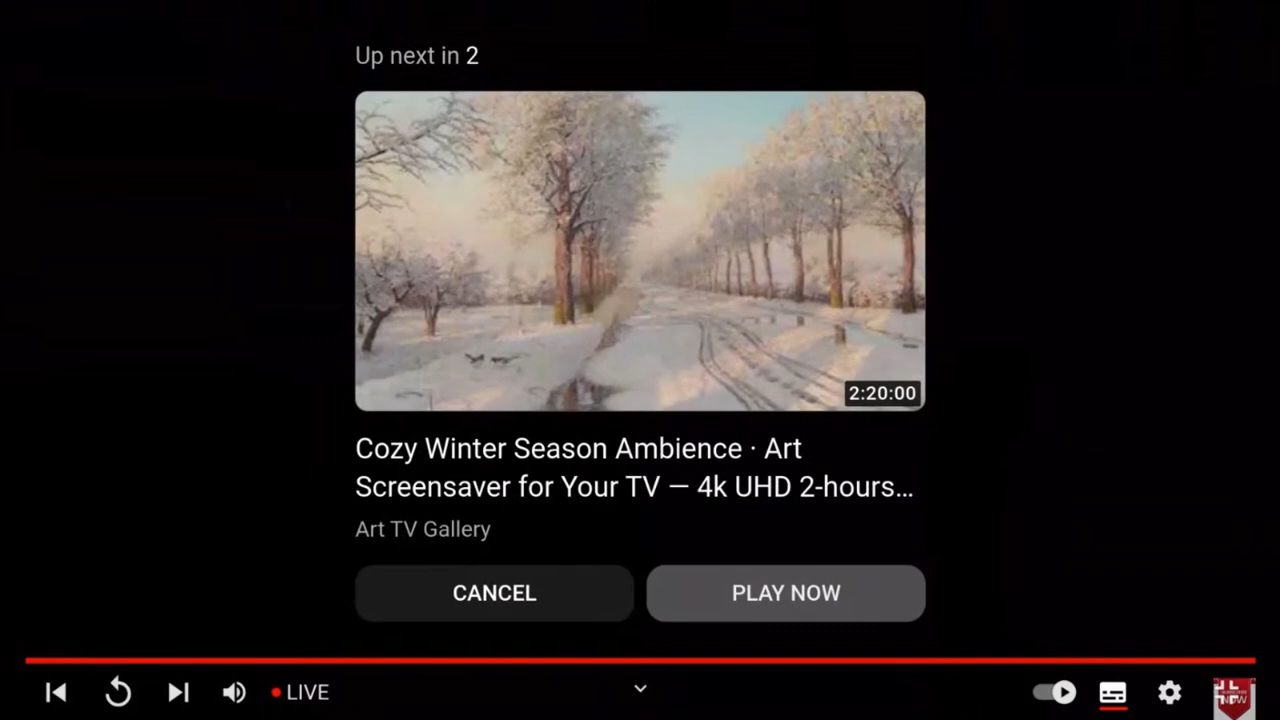 Up next in 2
2:20:00
Cozy Winter Season Ambience · Art
Screensaver for Your TV — 4k UHD 2-hours…
Art TV Gallery
CANCEL
PLAY NOW
LIVE
NOW